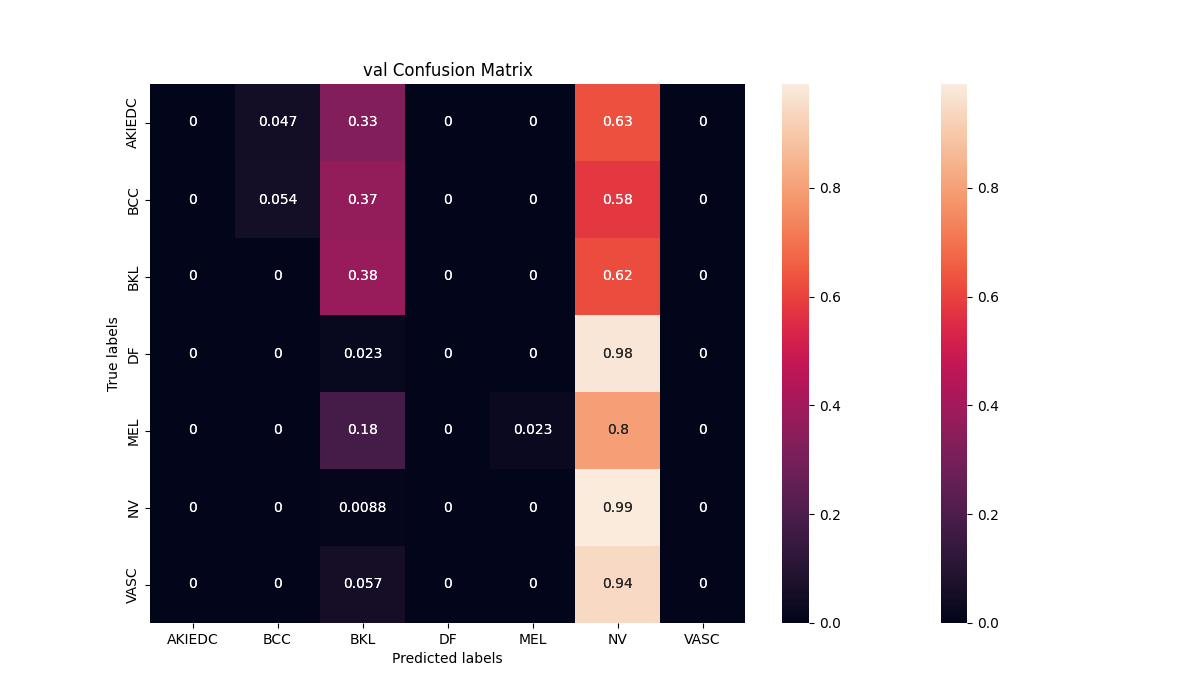 val Confusion Matrix
AKIEDC 0 0.047 0.33 0 0 0.63 0
BCC 0 0.054 0.37 0 0 0.58 0
BKL 0 0 0.38 0 0 0.62 0
DF 0 0 0.023 0 0 0.98 0
MEL 0 0 0.18 0 0.023 0.8 0
NV 0 0 0.0088 0 0 0.99 0
VASC 0 0 0.057 0 0 0.94 0
True labels
AKIEDC BCC BKL DF MEL NV VASC
Predicted labels
0.8
0.6
0.4
0.2
0.0
0.8
0.6
0.4
0.2
0.0